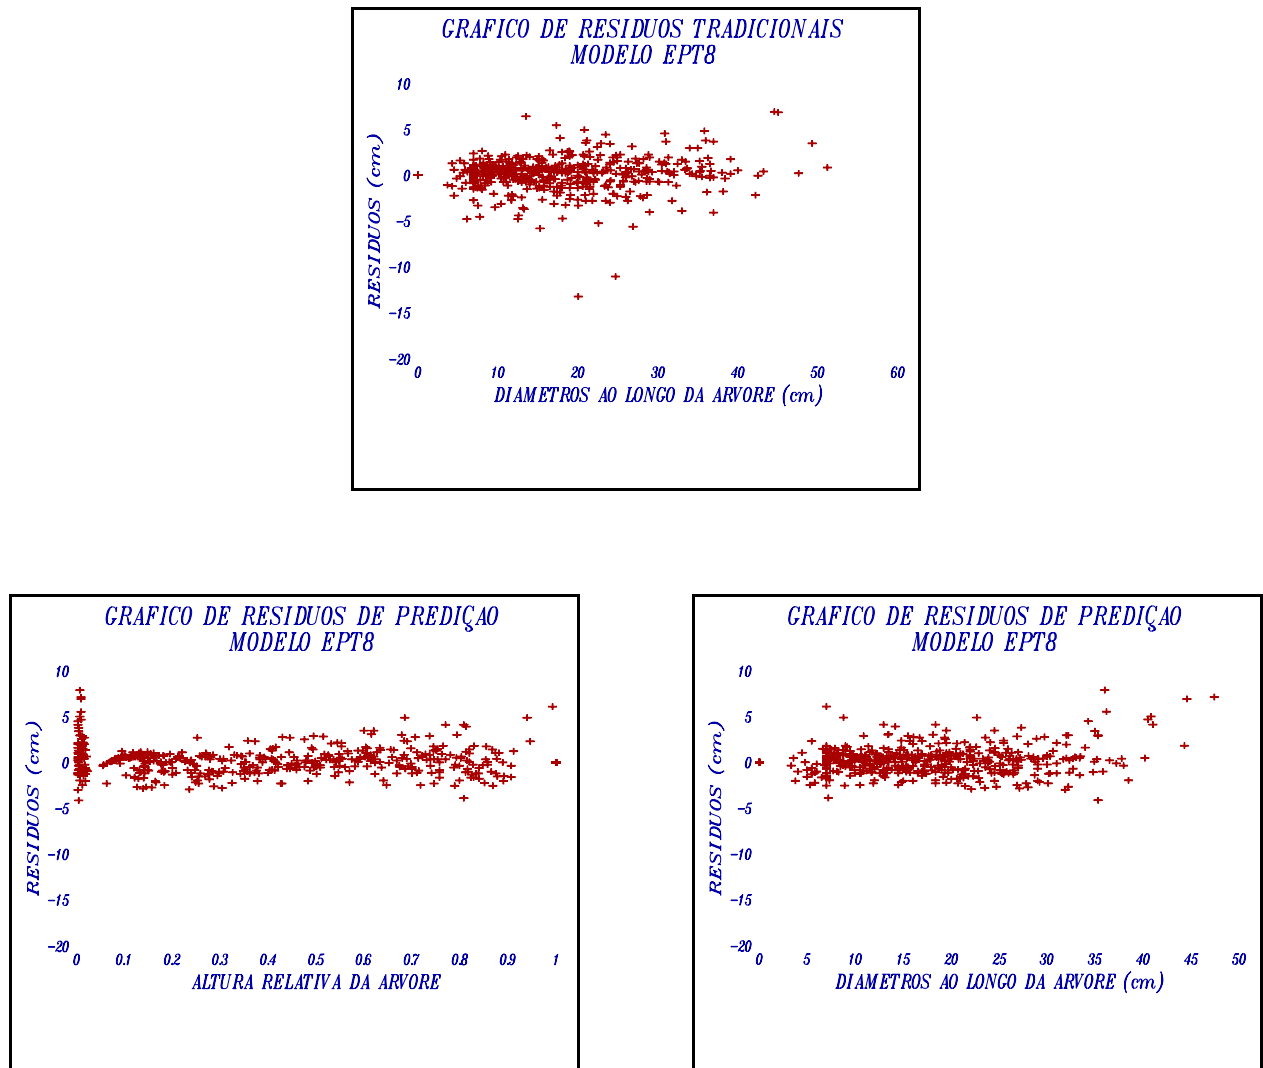 GRAFICO DE RESIDUOS TRADICIONAIS
MODELO EPT8
RESIDUOS (cm)
10
5
0
−5
−10
−15
−20
0 10 20 30 40 50 60
DIAMETROS AO LONGO DA ARVORE (cm)
GRAFICO DE RESIDUOS DE PREDIÇAO
MODELO EPT8
RESIDUOS (cm)
10
5
0
−5
−10
−15
−20
0 0.1 0.2 0.3 0.4 0.5 0.6 0.7 0.8 0.9 1
ALTURA RELATIVA DA ARVORE
GRAFICO DE RESIDUOS DE PREDIÇAO
MODELO EPT8
RESIDUOS (cm)
10
5
0
−5
−10
−15
−20
0 5 10 15 20 25 30 35 40 45 50
DIAMETROS AO LONGO DA ARVORE (cm)